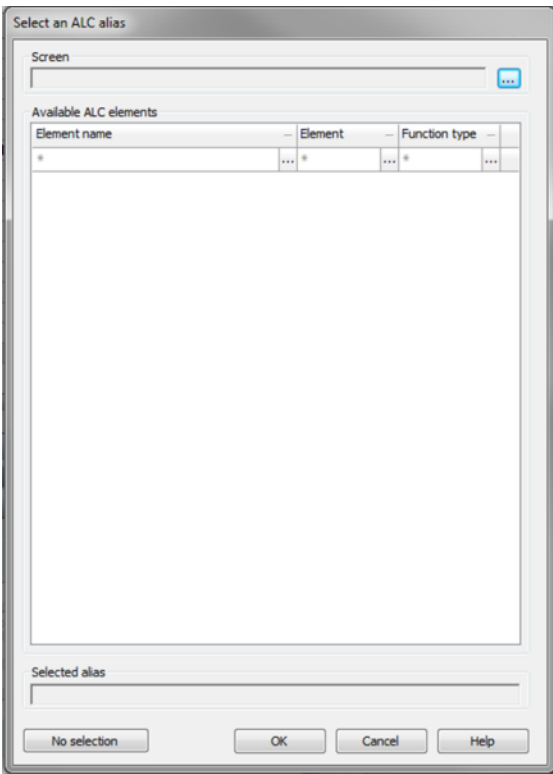 Select an ALC alias
Screen
...
Available ALC elements
Element name Element Function type
* ... * ... * ...
Selected alias
No selection OK Cancel Help